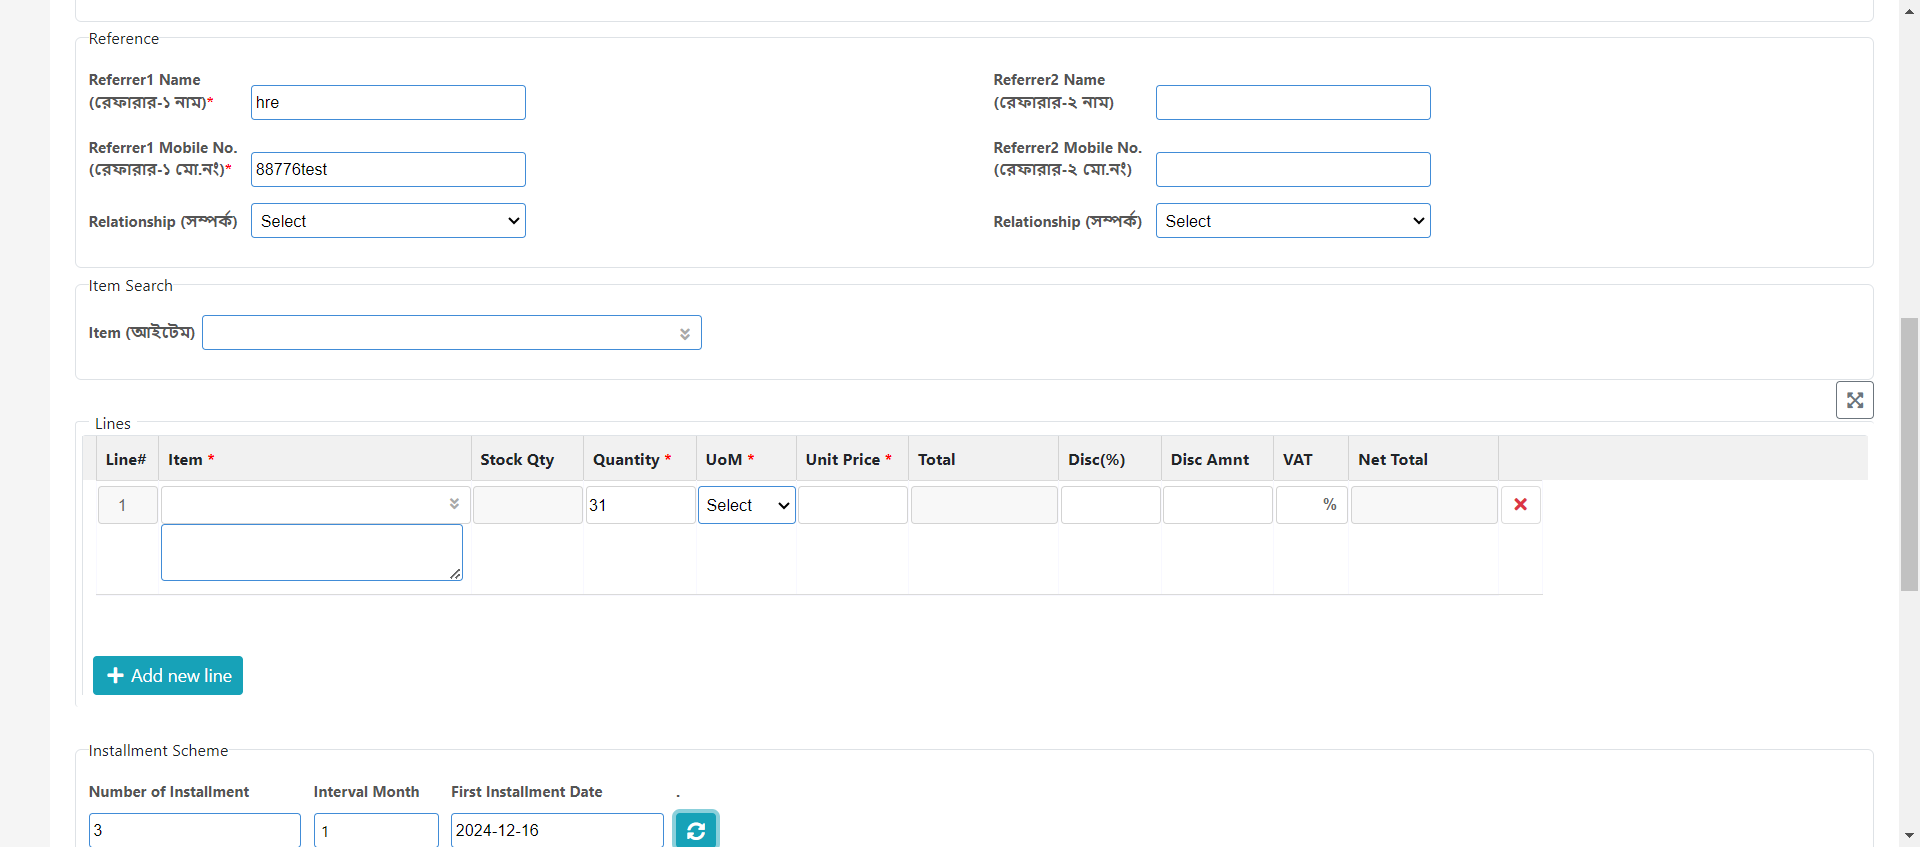 Reference
Referrer1 Name
(রেফারার-১ নাম)*
hre
Referrer2 Name
(রেফারার-২ নাম)
Referrer1 Mobile No.
(রেফারার-১ মো.নং)*
88776test
Referrer2 Mobile No.
(রেফারার-২ মো.নং)
Relationship (সম্পর্ক) Select
Relationship (সম্পর্ক) Select
Item Search
Item (আইটেম)
Lines
Line# Item * Stock Qty Quantity * UoM * Unit Price * Total Disc(%) Disc Amnt VAT Net Total
1 31 Select %
Add new line
Installment Scheme
Number of Installment Interval Month First Installment Date .
3 1 2024-12-16